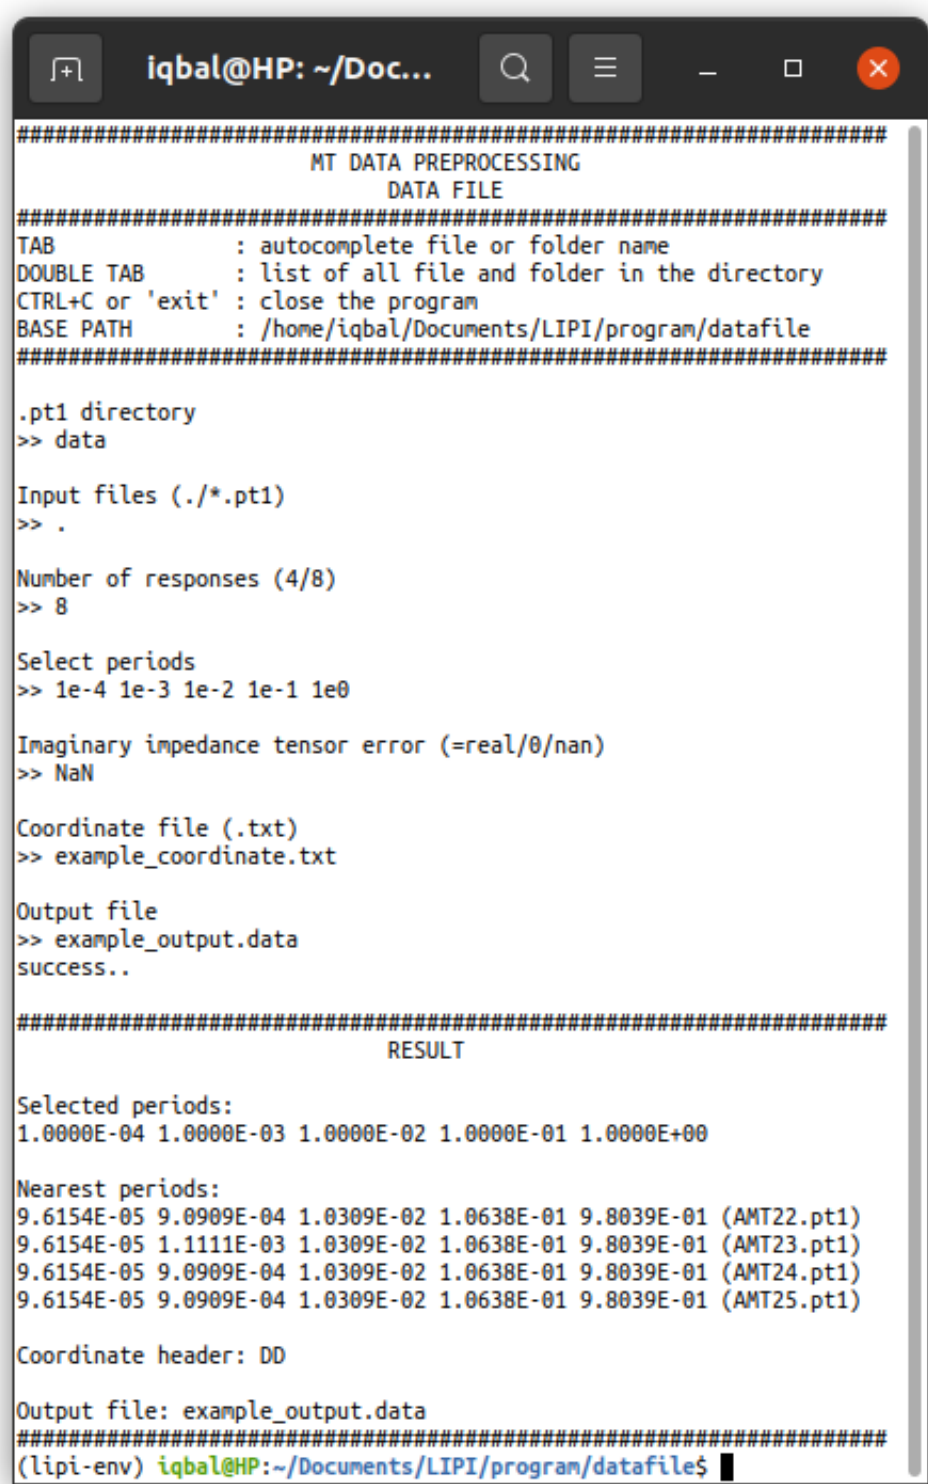 iqbal@HP: ~/Doc...
####################################################################
MT DATA PREPROCESSING
DATA FILE
####################################################################
TAB : autocomplete file or folder name
DOUBLE TAB : list of all file and folder in the directory
CTRL+C or 'exit' : close the program
BASE PATH : /home/iqbal/Documents/LIPI/program/datafile
####################################################################
.pt1 directory
>> data
Input files (./*.pt1)
>> .
Number of responses (4/8)
>> 8
Select periods
>> 1e-4 1e-3 1e-2 1e-1 1e0
Imaginary impedance tensor error (=real/0/nan)
>> NaN
Coordinate file (.txt)
>> example_coordinate.txt
Output file
>> example_output.data
success..
####################################################################
RESULT
Selected periods:
1.0000E-04 1.0000E-03 1.0000E-02 1.0000E-01 1.0000E+00
Nearest periods:
9.6154E-05 9.0909E-04 1.0309E-02 1.0638E-01 9.8039E-01 (AMT22.pt1)
9.6154E-05 1.1111E-03 1.0309E-02 1.0638E-01 9.8039E-01 (AMT23.pt1)
9.6154E-05 9.0909E-04 1.0309E-02 1.0638E-01 9.8039E-01 (AMT24.pt1)
9.6154E-05 9.0909E-04 1.0309E-02 1.0638E-01 9.8039E-01 (AMT25.pt1)
Coordinate header: DD
Output file: example_output.data
####################################################################
(lipi-env) iqbal@HP:~/Documents/LIPI/program/datafile$